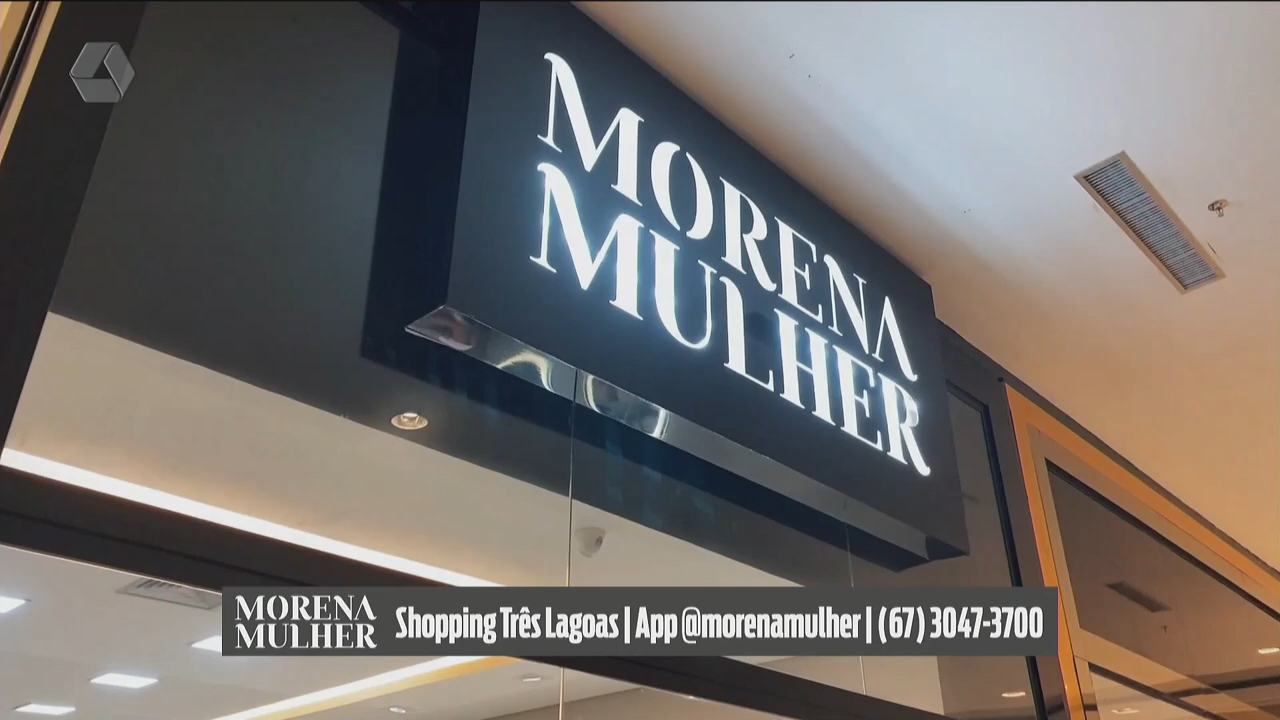 MORENA
MULHER
MORENA
MULHER
Shopping Três Lagoas | App @morenamulher | (67) 3047-3700